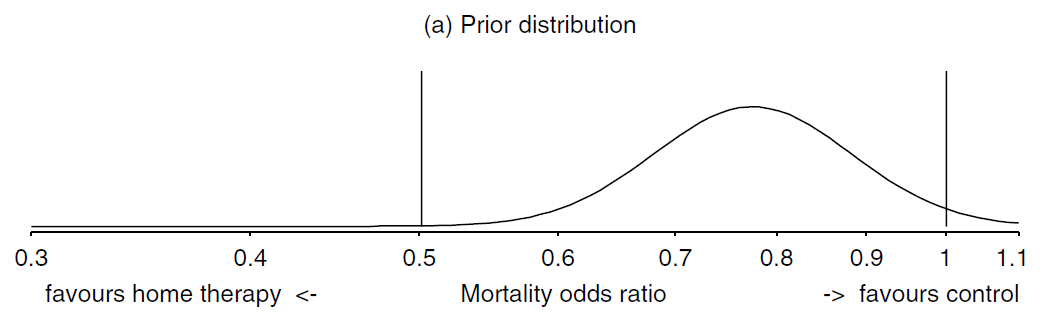 (a) Prior distribution
0.3 0.4 0.5 0.6 0.7 0.8 0.9 1 1.1
favours home therapy <- Mortality odds ratio -> favours control